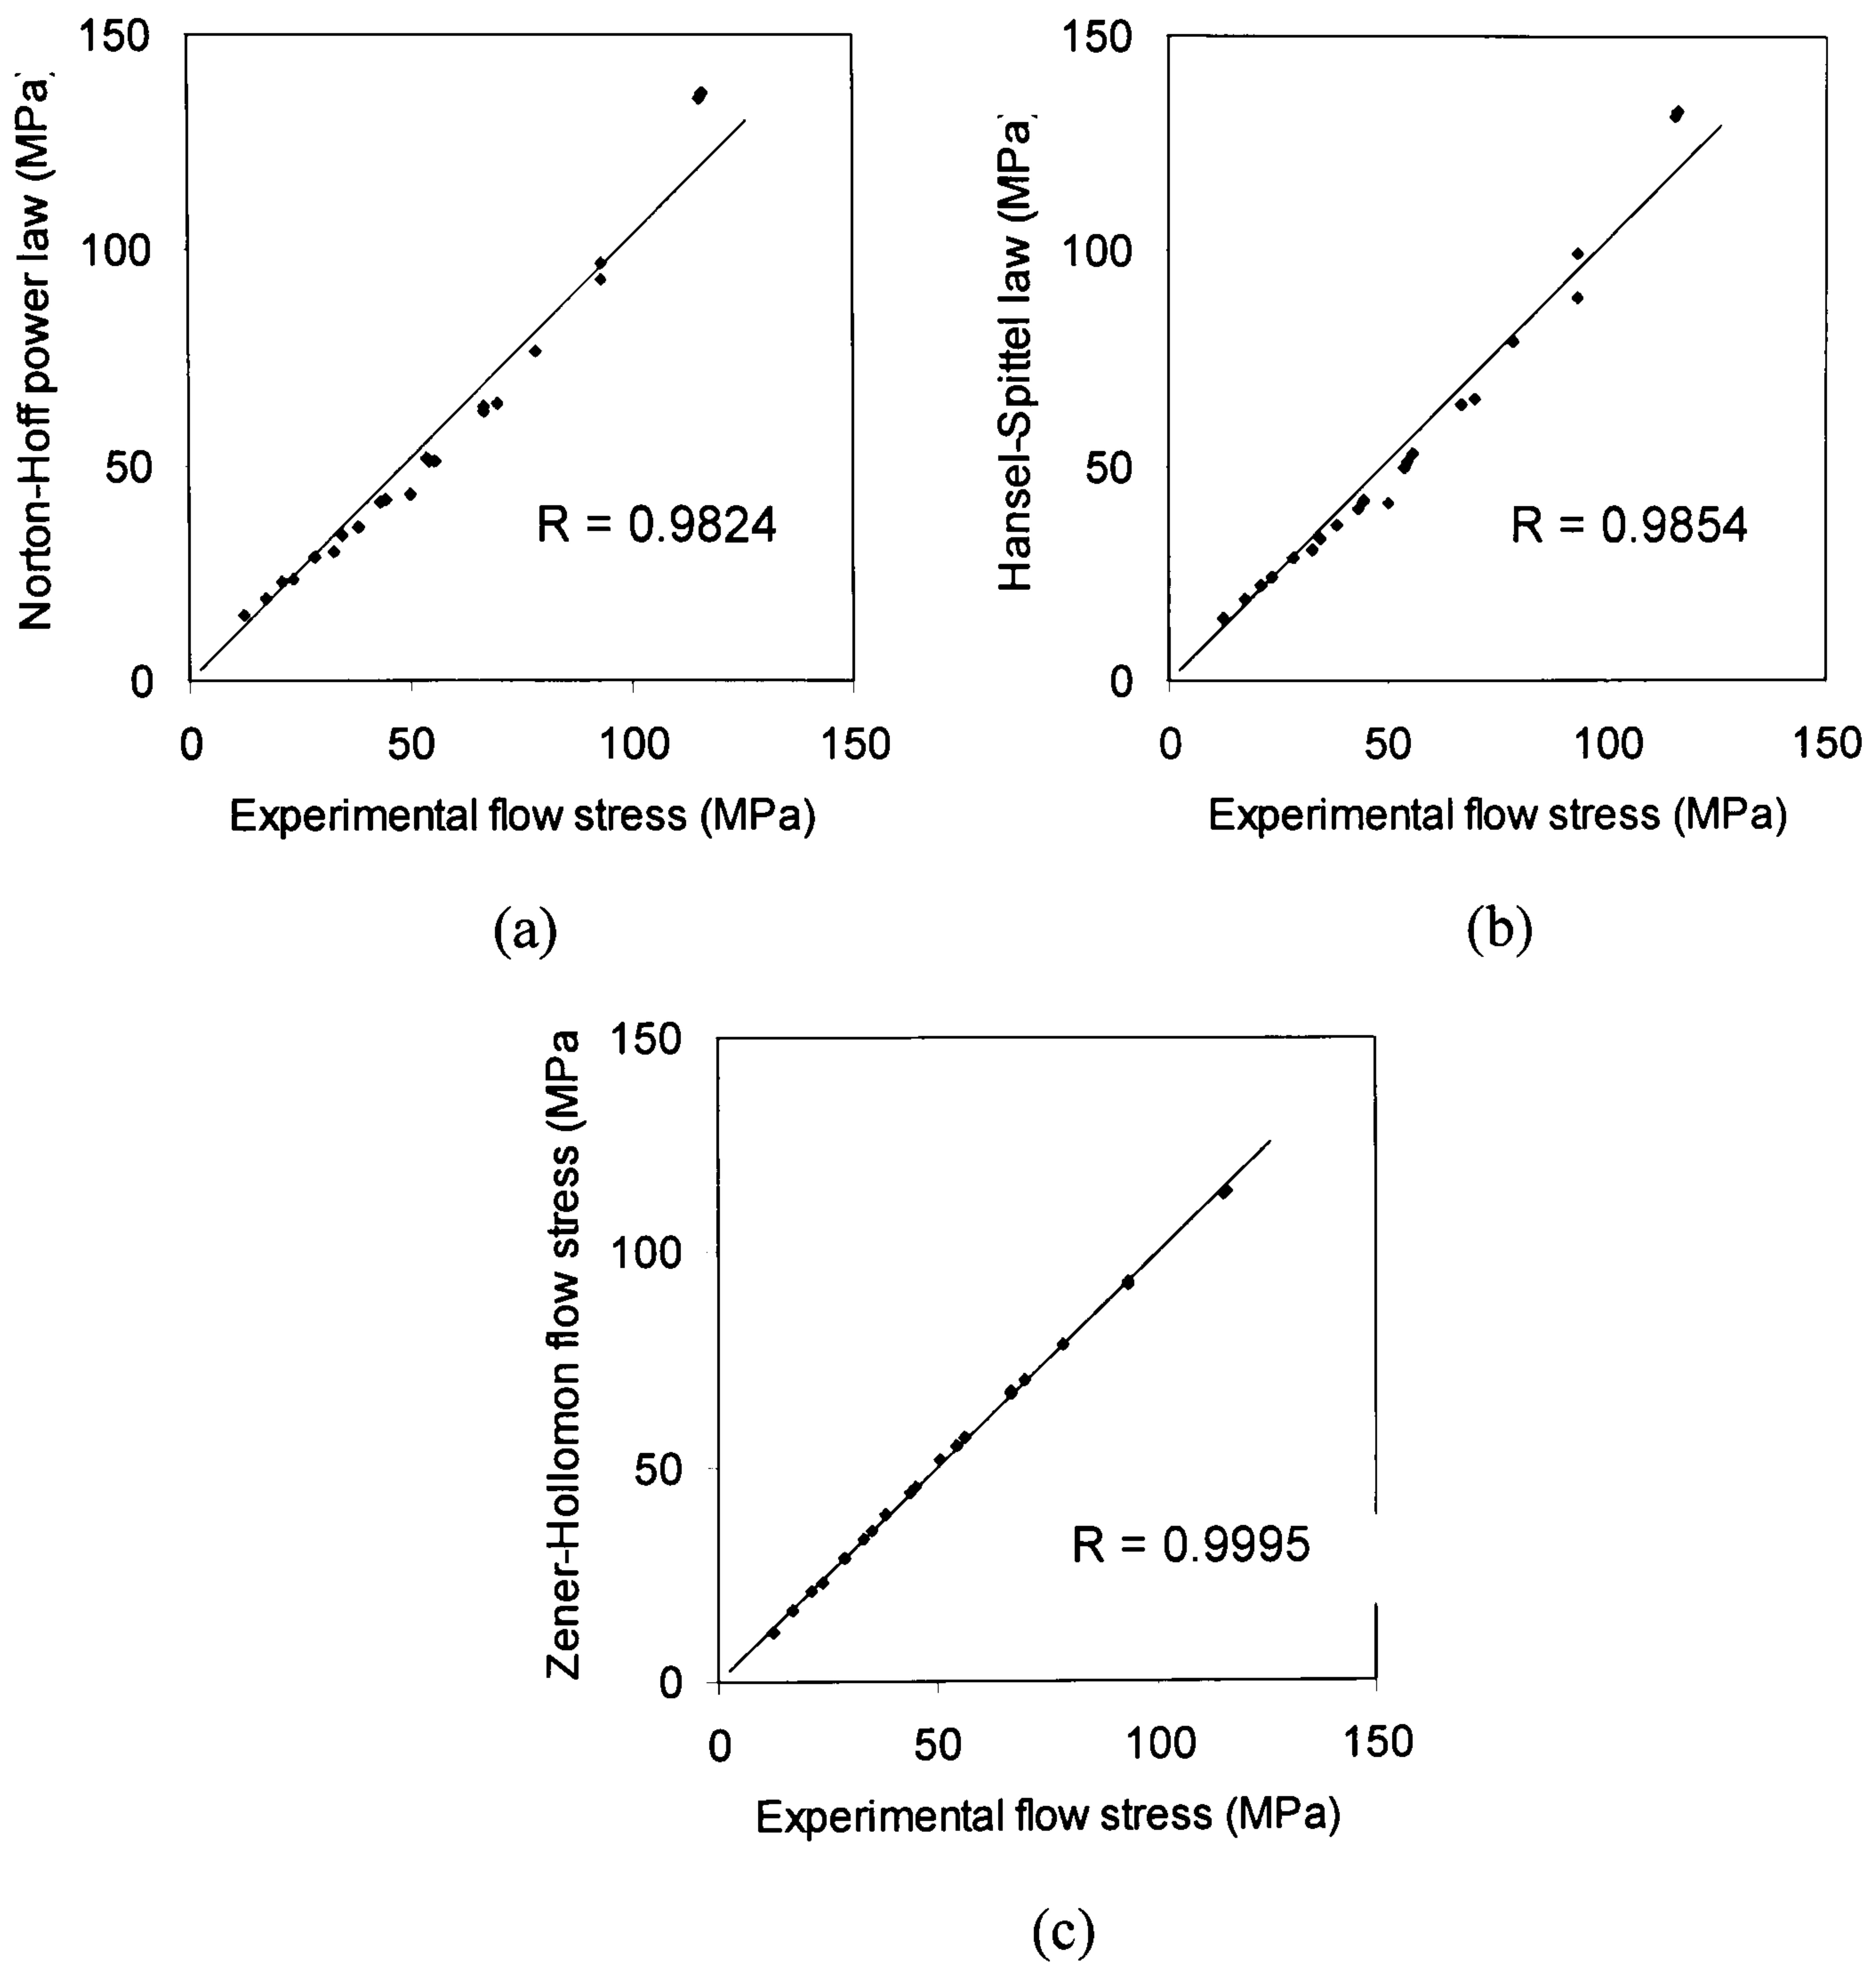 150
100
50
0
Norton-Hoff power law (MPa)
R = 0.9824
0 50 100 150
Experimental flow stress (MPa)
(a)
150
100
50
0
Hansel-Spittel law (MPa)
R = 0.9854
0 50 100 150
Experimental flow stress (MPa)
(b)
150
100
50
0
Zener-Hollomon flow stress (MPa
R = 0.9995
0 50 100 150
Experimental flow stress (MPa)
(c)